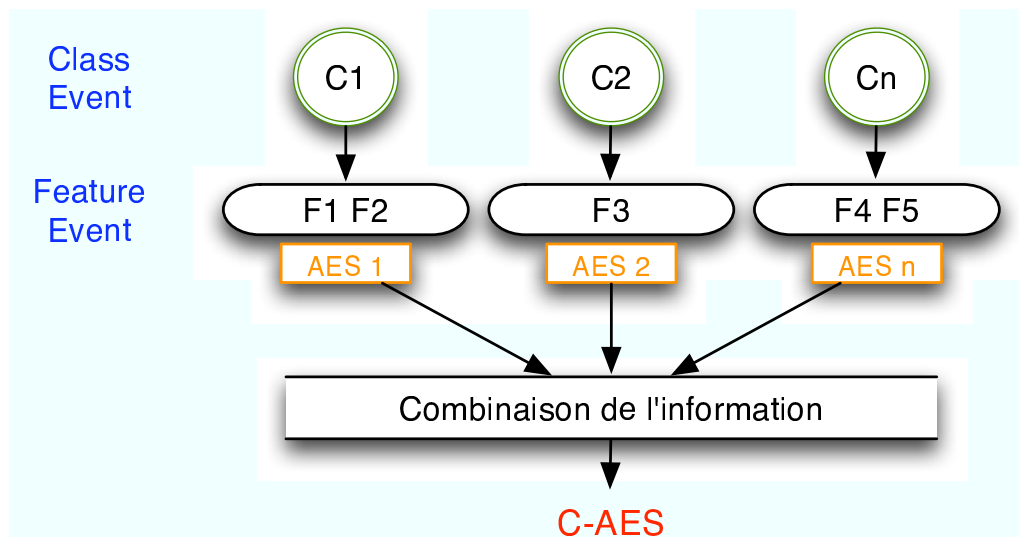 Class
Event
C1 C2 Cn
Feature
Event
F1 F2 F3 F4 F5
AES 1 AES 2 AES n
Combinaison de l'information
C-AES